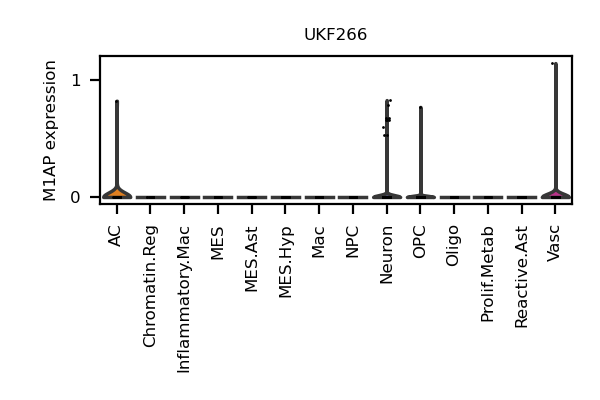 UKF266
M1AP expression
1
0
AC
Chromatin.Reg
Inflammatory.Mac
MES
MES.Ast
MES.Hyp
Mac
NPC
Neuron
OPC
Oligo
Prolif.Metab
Reactive.Ast
Vasc